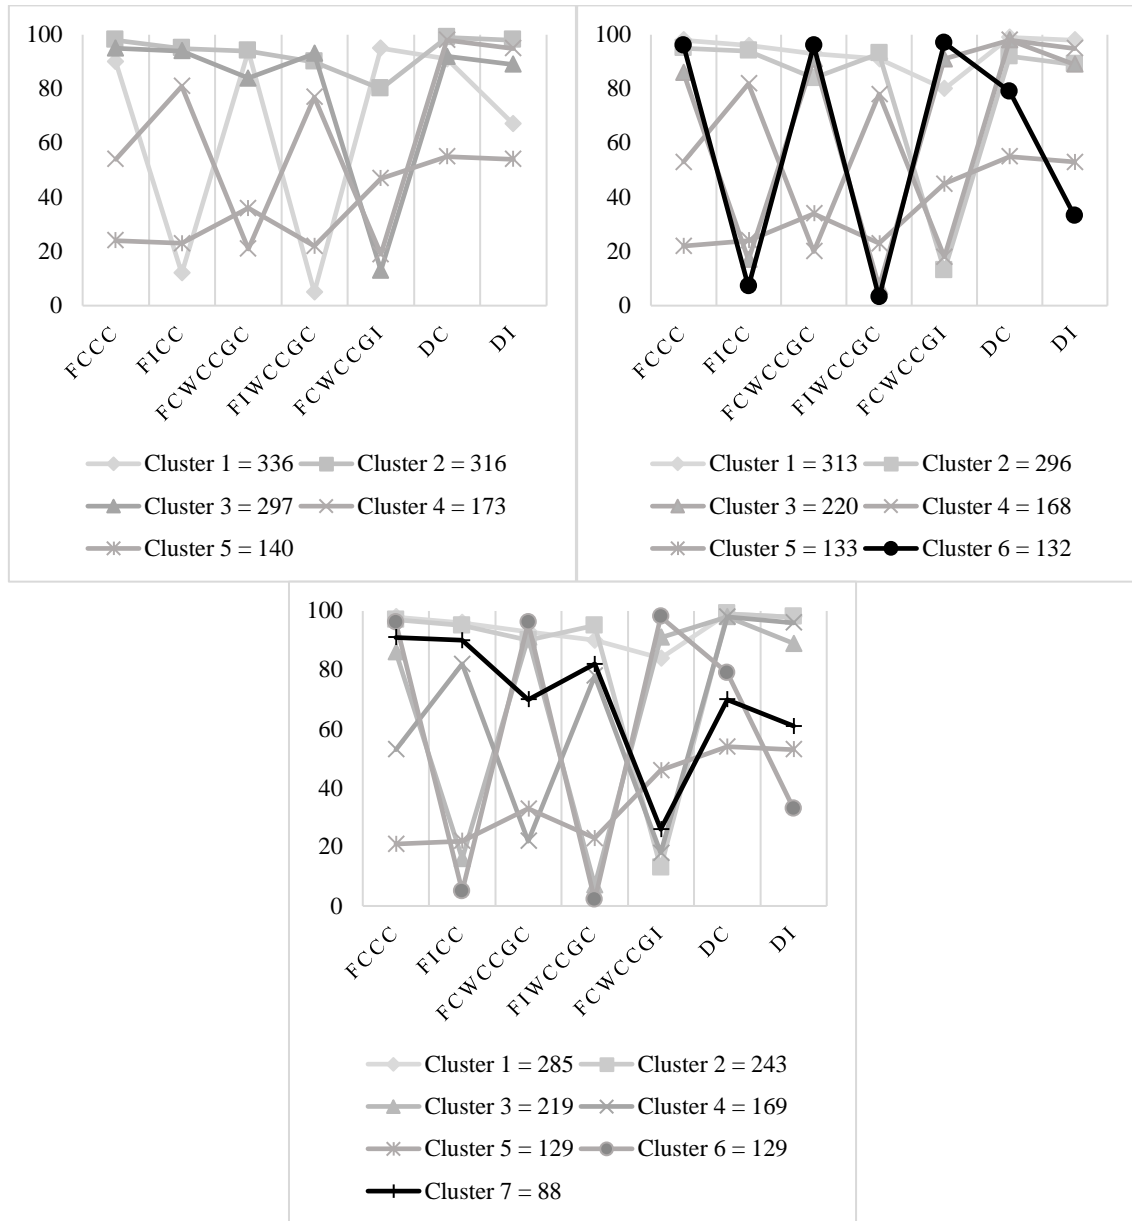 100
80
60
40
20
0
FCCC
FICC
FCWCCGC
FIWCCGC
FCWCCGI
DC
DI
Cluster 1 = 336 Cluster 2 = 316
Cluster 3 = 297 Cluster 4 = 173
Cluster 5 = 140
100
80
60
40
20
0
FCCC
FICC
FCWCCGC
FIWCCGC
FCWCCGI
DC
DI
Cluster 1 = 313 Cluster 2 = 296
Cluster 3 = 220 Cluster 4 = 168
Cluster 5 = 133 Cluster 6 = 132
100
80
60
40
20
0
FCCC
FICC
FCWCCGC
FIWCCGC
FCWCCGI
DC
DI
Cluster 1 = 285 Cluster 2 = 243
Cluster 3 = 219 Cluster 4 = 169
Cluster 5 = 129 Cluster 6 = 129
Cluster 7 = 88